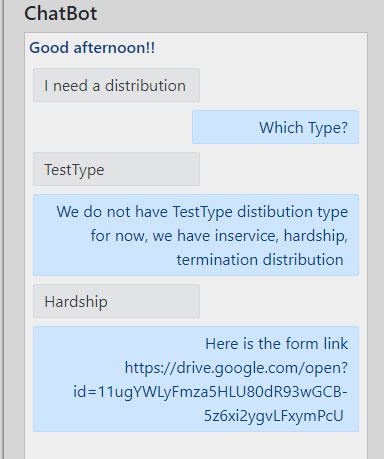 ChatBot
Good afternoon!!
I need a distribution
Which Type?
TestType
We do not have TestType distibution type
for now, we have inservice, hardship,
termination distribution
Hardship
Here is the form link
https://drive.google.com/open?
id=11ugYWLyFmza5HLU80dR93wGCB-
5z6xi2ygvLFxymPcU